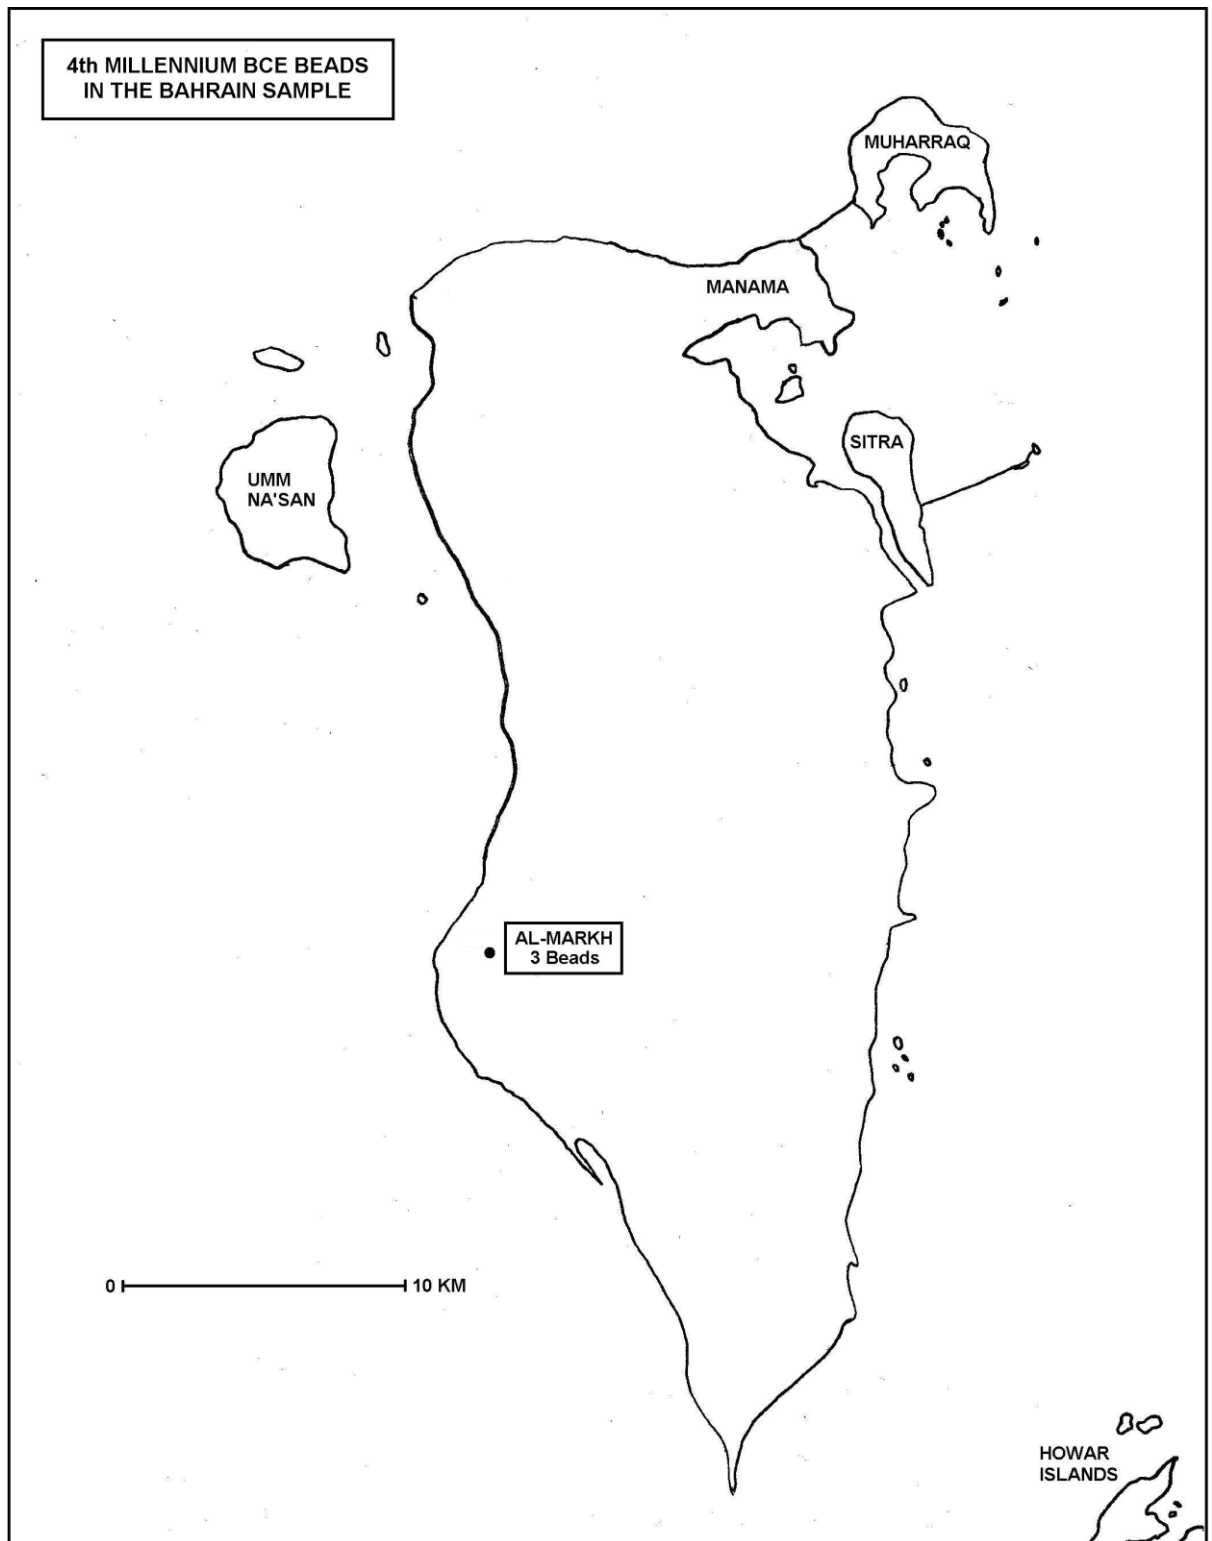 4th MILLENNIUM BCE BEADS
IN THE BAHRAIN SAMPLE
MUHARRAQ
MANAMA
SITRA
UMM
NA'SAN
AL-MARKH
3 Beads
0 10 KM
HOWAR
ISLANDS